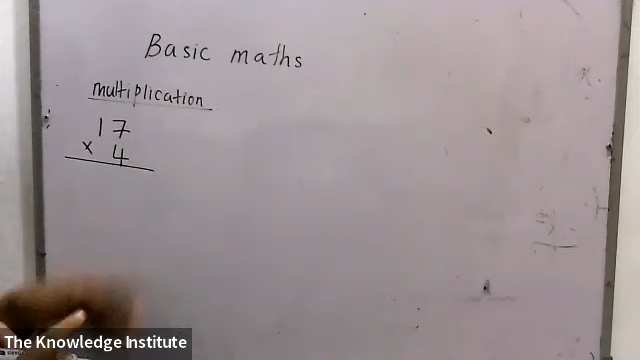 Basic maths
multiplication
17
× 4
The Knowledge Institute